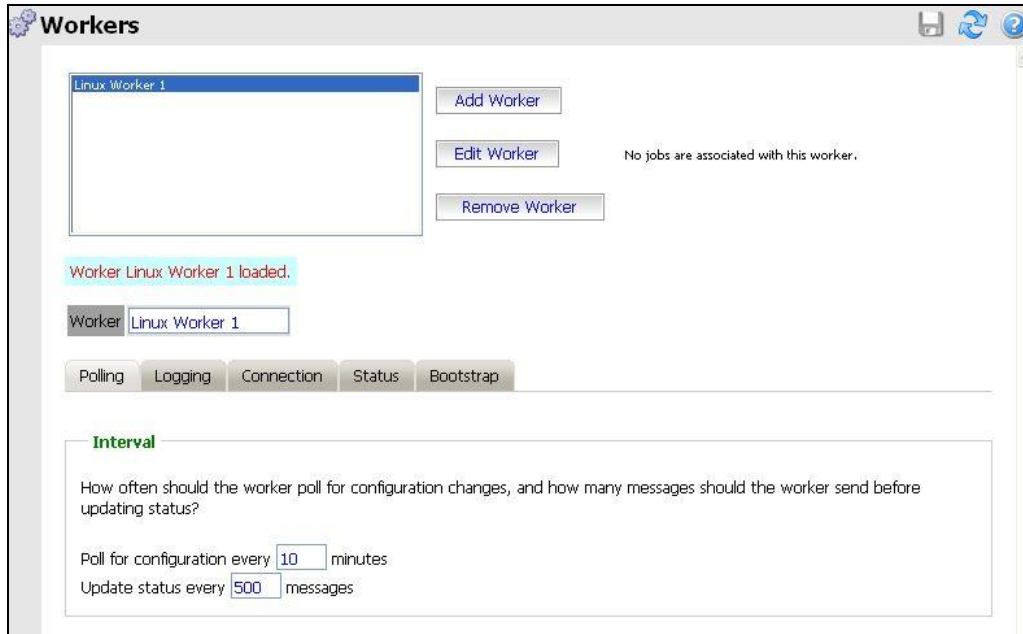 Workers
Linux Worker 1
Add Worker
Edit Worker
No jobs are associated with this worker.
Remove Worker
Worker Linux Worker 1 loaded.
Worker Linux Worker 1
Polling Logging Connection Status Bootstrap
Interval
How often should the worker poll for configuration changes, and how many messages should the worker send before
updating status?
Poll for configuration every 10 minutes
Update status every 500 messages